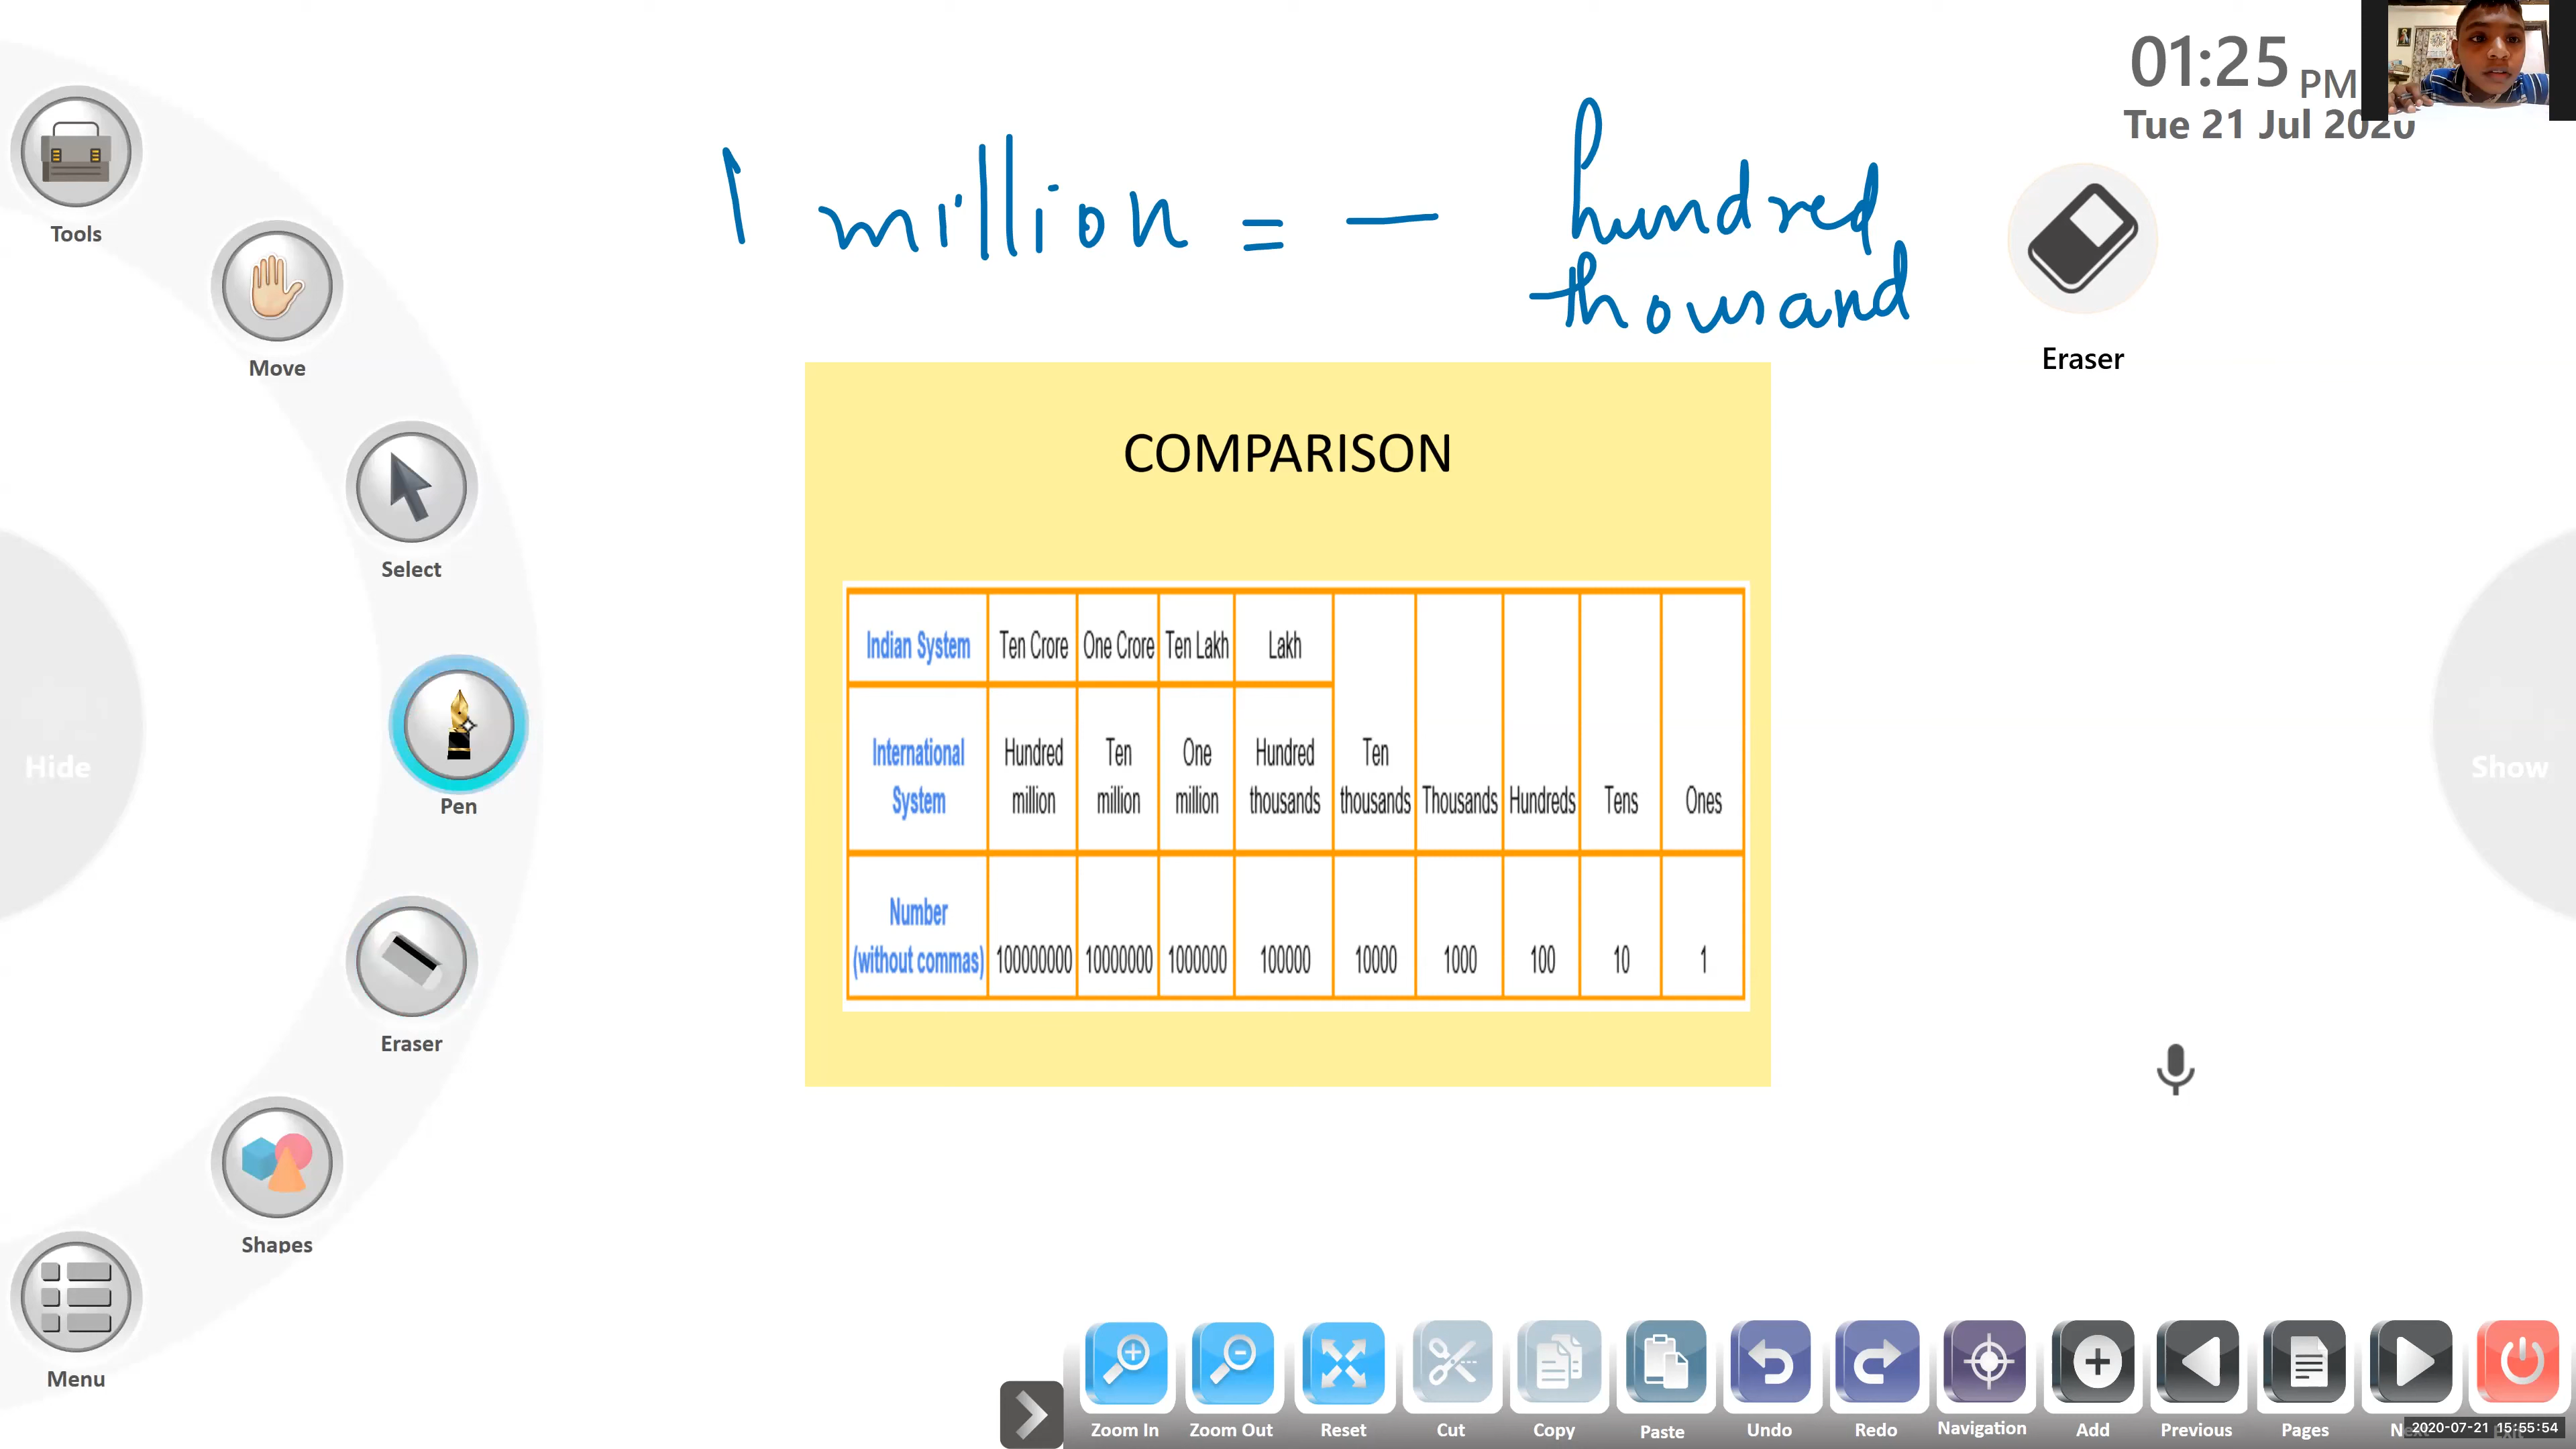 01:25 PM
Tue 21 Jul 2020
1 million = — hundred
thousand
Tools
Move
Select
Pen
Eraser
Shapes
Menu
Hide
Eraser
Show
COMPARISON
Indian System Ten Crore One Crore Ten Lakh Lakh
International System Hundred million Ten million One million Hundred thousands Ten thousands Thousands Hundreds Tens Ones
Number (without commas) 100000000 10000000 1000000 100000 10000 1000 100 10 1
Zoom In Zoom Out Reset Cut Copy Paste Undo Redo Navigation Add Previous Pages
2020-07-21 15:55:54